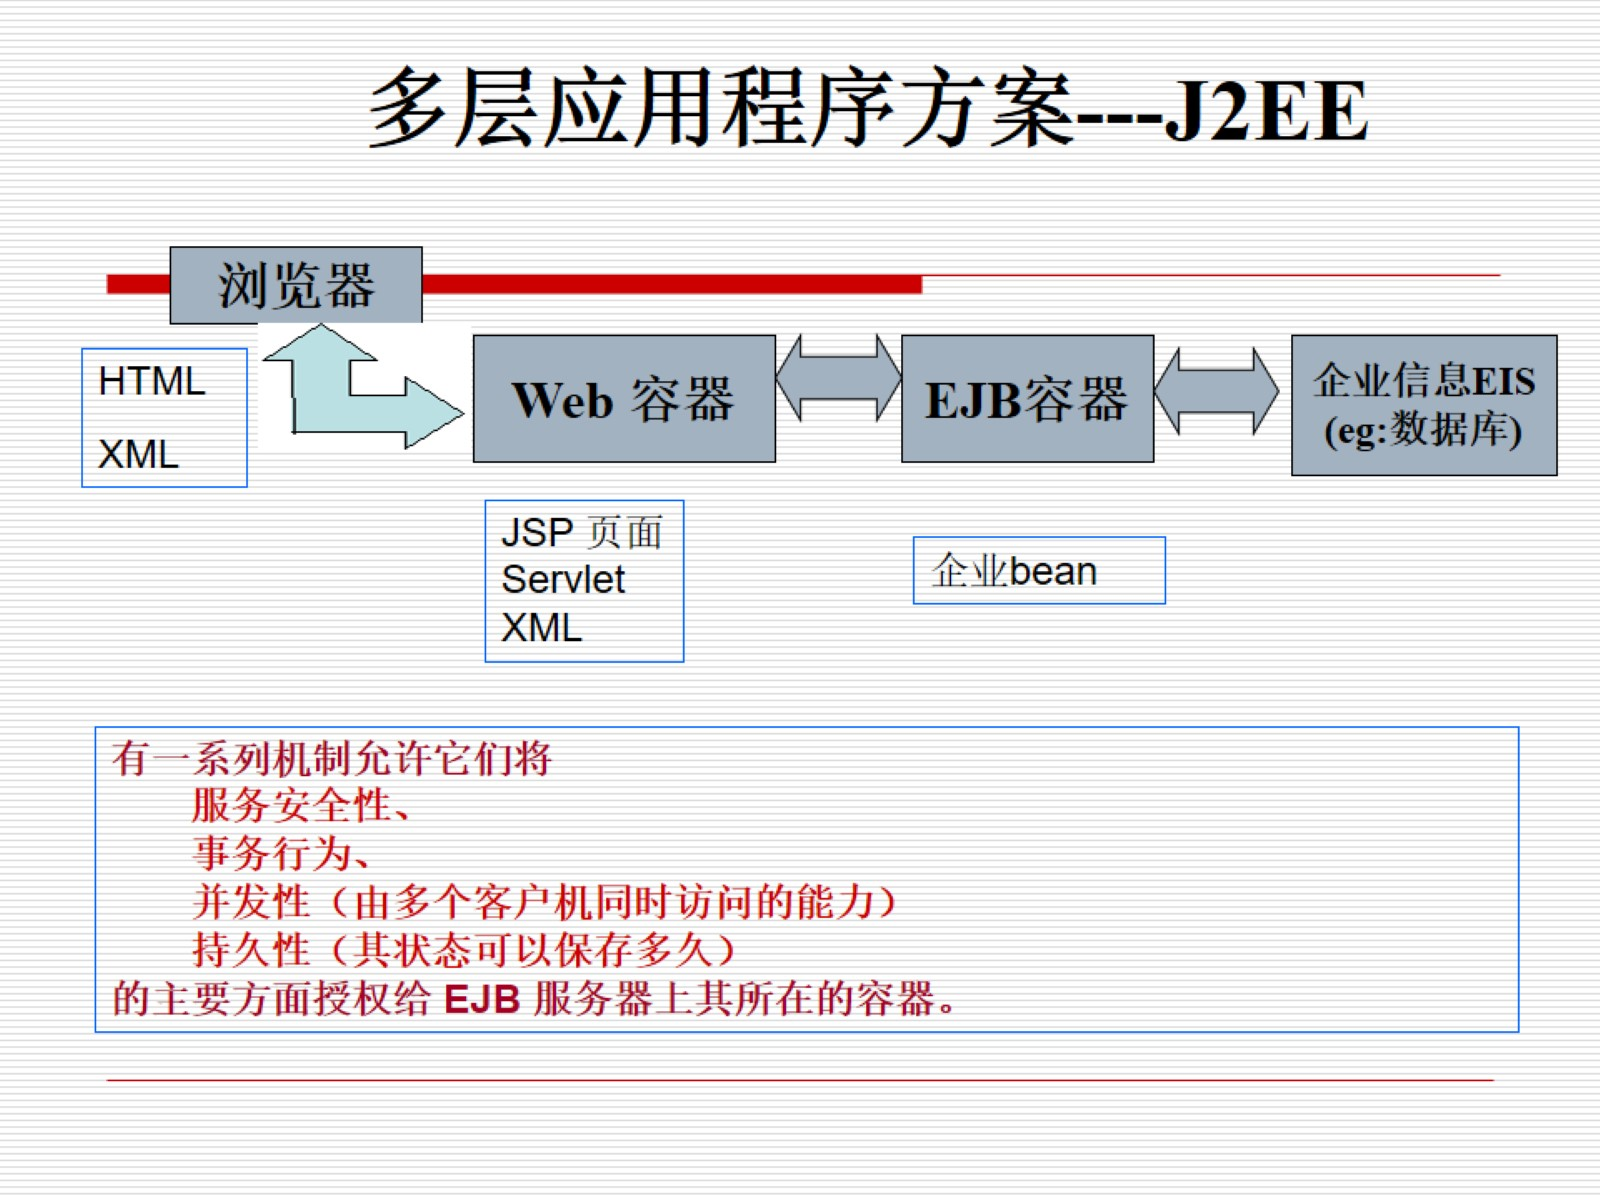 多层应用程序方案---J2EE
浏览器
HTML
XML
Web 容器
EJB容器
企业信息EIS
(eg:数据库)
JSP 页面
Servlet
XML
企业bean
有一系列机制允许它们将
服务安全性、
事务行为、
并发性（由多个客户机同时访问的能力）
持久性（其状态可以保存多久）
的主要方面授权给 EJB 服务器上其所在的容器。